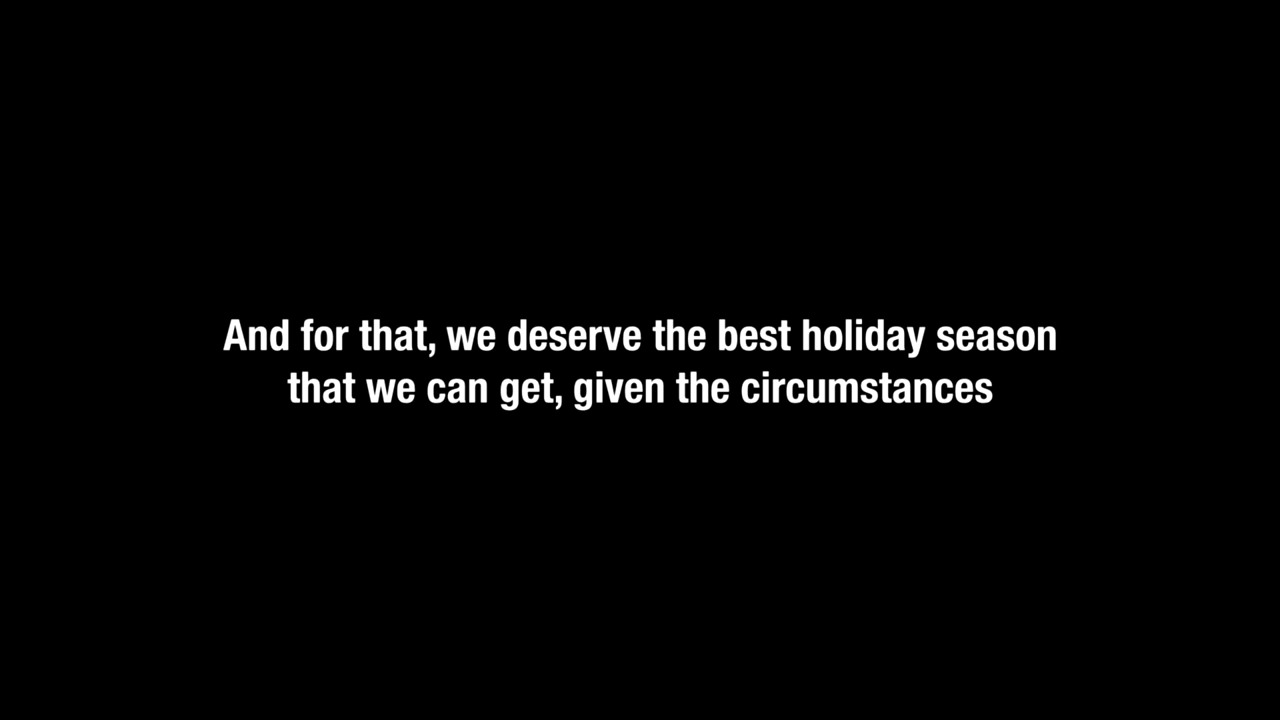 And for that, we deserve the best holiday season
that we can get, given the circumstances